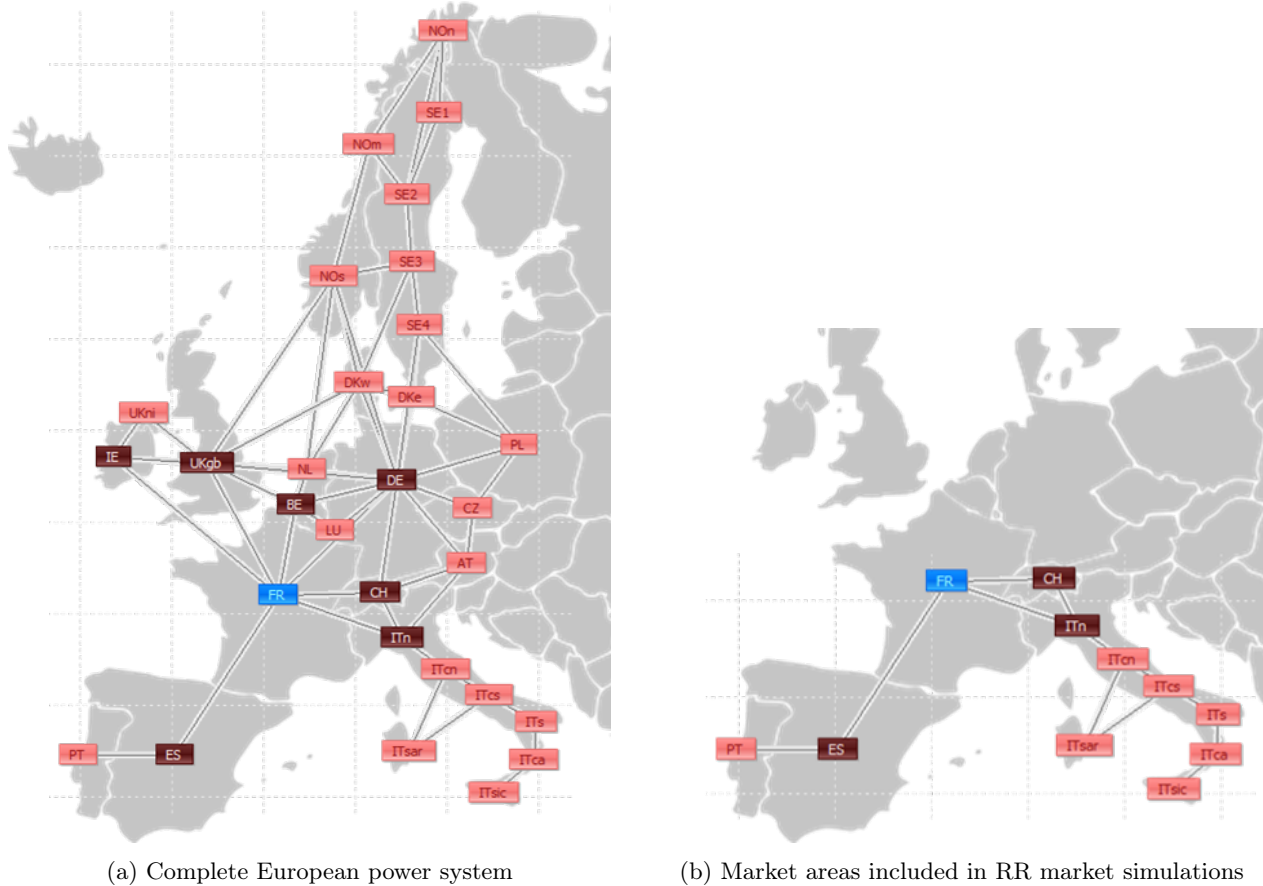 NOn
SE1
NOm
SE2
SE3
NOs
SE4
DKw
DKe
UKni
PL
IE
UKgb
NL
DE
BE
CZ
LU
AT
FR
CH
ITn
ITcn
ITcs
ITs
ITsar
PT
ES
ITca
ITsic
(a) Complete European power system
FR
CH
ITn
ITcn
ITcs
ITs
ITsar
PT
ES
ITca
ITsic
(b) Market areas included in RR market simulations